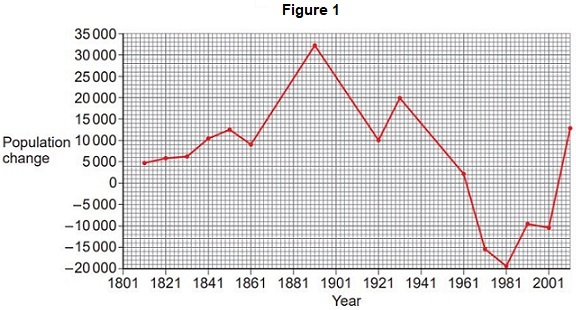 Figure 1
35 000
30 000
25 000
20 000
15 000
10 000
5 000
0
–5 000
–10 000
–15 000
–20 000
Population
change
1801 1821 1841 1861 1881 1901 1921 1941 1961 1981 2001
Year